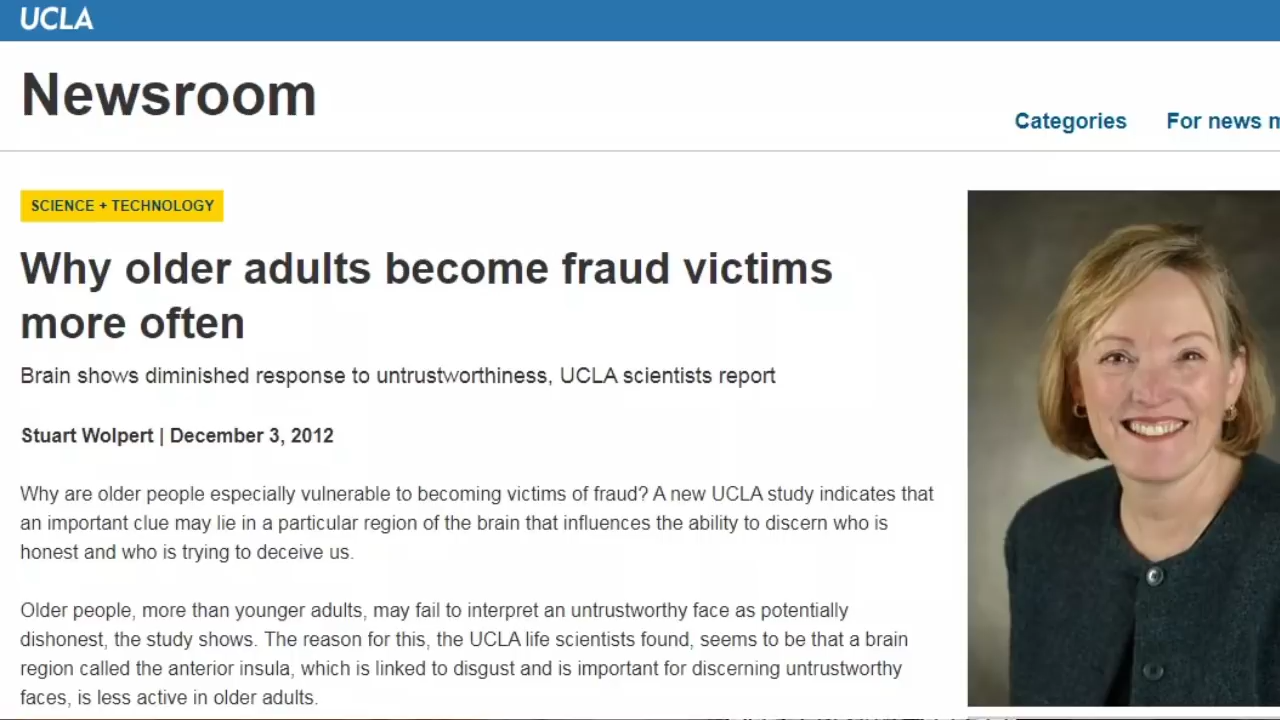 UCLA
Newsroom
Categories
For news
SCIENCE + TECHNOLOGY
Why older adults become fraud victims
more often
Brain shows diminished response to untrustworthiness, UCLA scientists report
Stuart Wolpert | December 3, 2012
Why are older people especially vulnerable to becoming victims of fraud? A new UCLA study indicates that
an important clue may lie in a particular region of the brain that influences the ability to discern who is
honest and who is trying to deceive us.
Older people, more than younger adults, may fail to interpret an untrustworthy face as potentially
dishonest, the study shows. The reason for this, the UCLA life scientists found, seems to be that a brain
region called the anterior insula, which is linked to disgust and is important for discerning untrustworthy
faces, is less active in older adults.